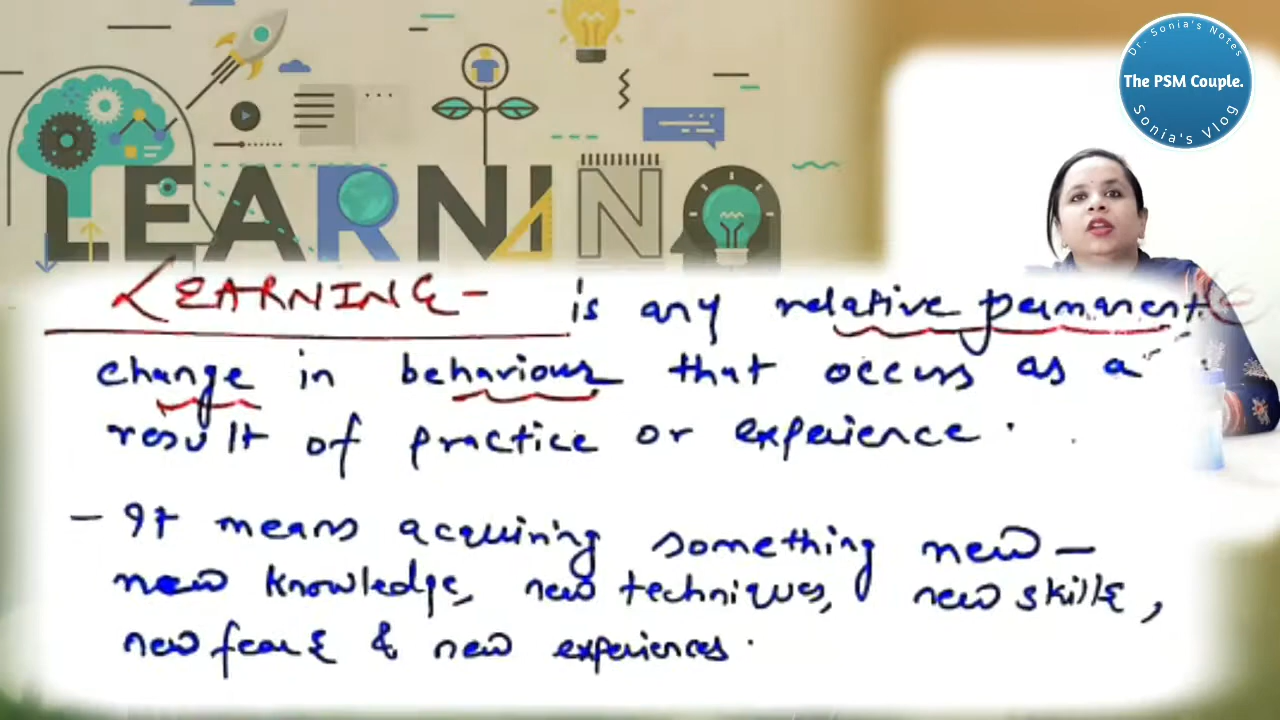 Dr. Sonia's Notes
The PSM Couple.
Sonia's Vlog
LEARNING
LEARNING - is any relative permanent
change in behaviour that occurs as a
result of practice or experience.
- It means acquiring something new -
new knowledge, new techniques, new skills,
new fears & new experiences.